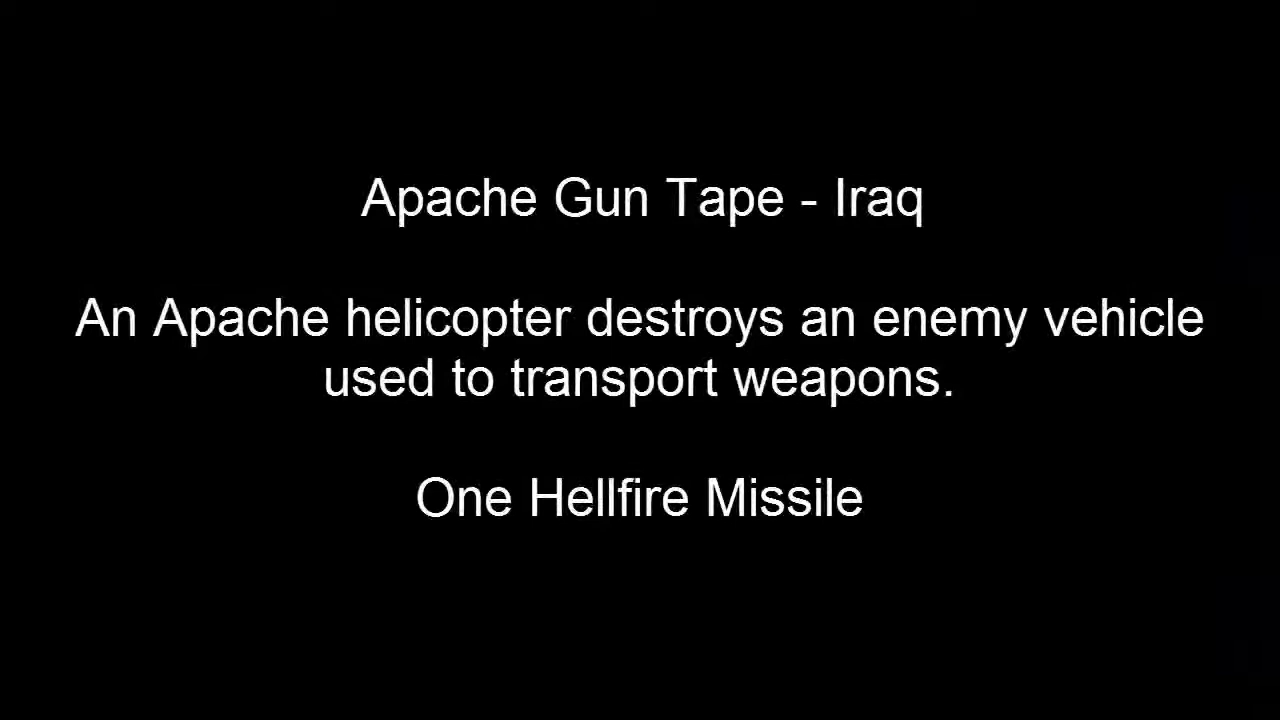 Apache Gun Tape - Iraq
An Apache helicopter destroys an enemy vehicle
used to transport weapons.
One Hellfire Missile